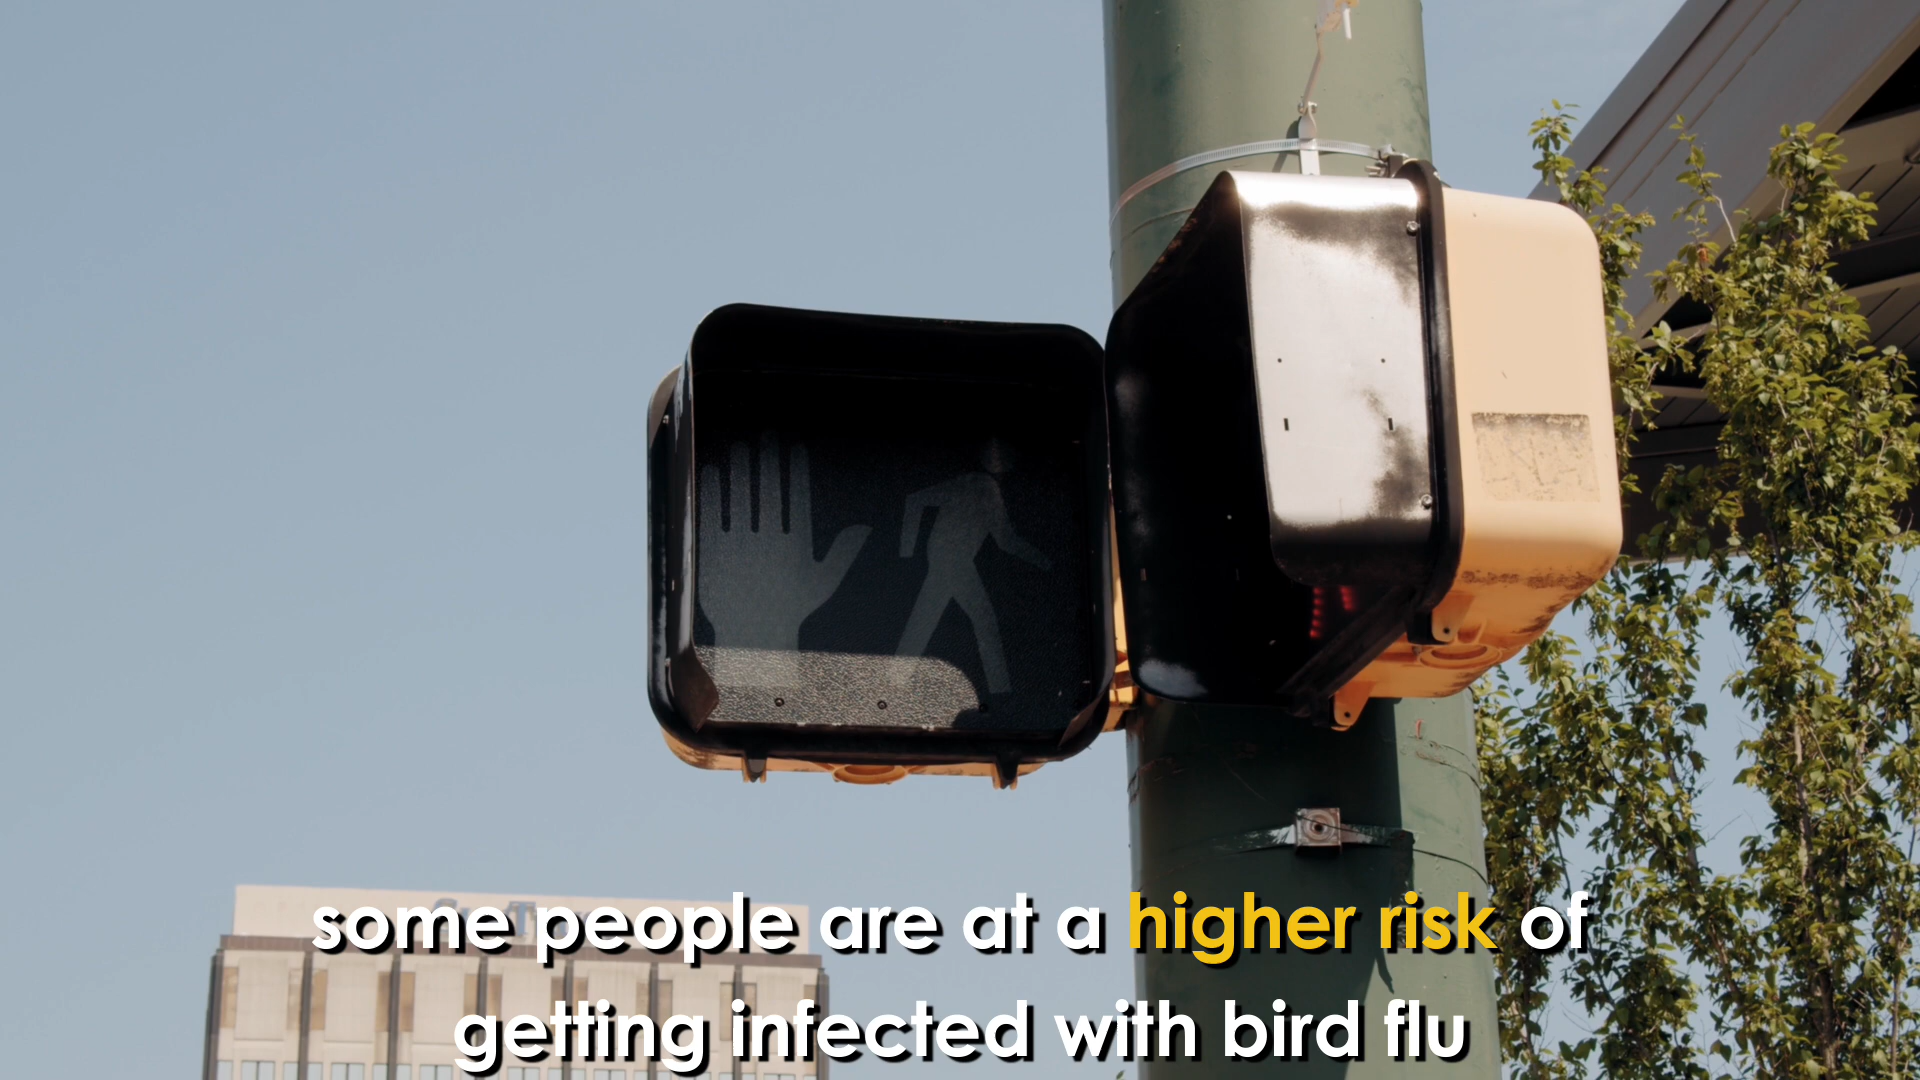 some people are at a higher risk of
getting infected with bird flu